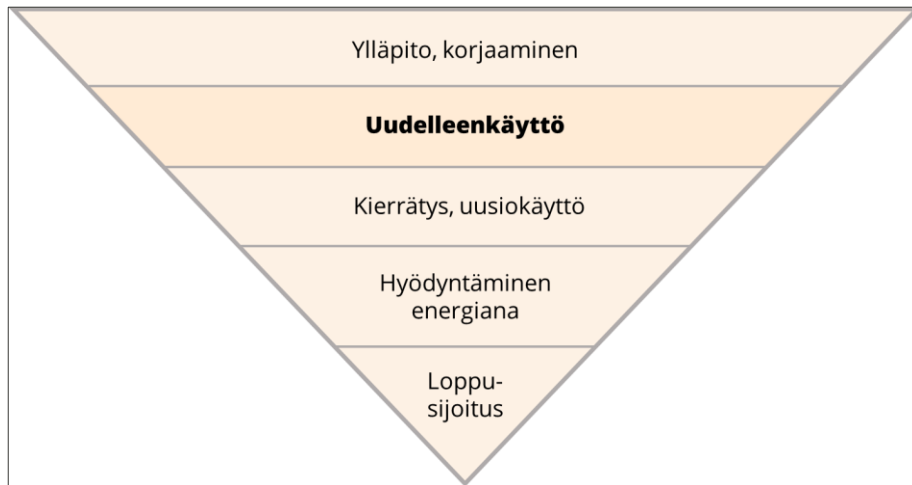 Ylläpito, korjaaminen
Uudelleenkäyttö
Kierrätys, uusiokäyttö
Hyödyntäminen
energiana
Loppu-
sijoitus